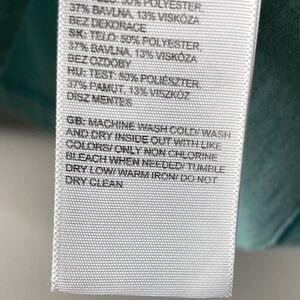 37% BAVLNA, 13% VISKÓZA
BEZ DEKORACE
SK: TELO: 50% POLYESTER,
37% BAVLNA, 13% VISKÓZA
BEZ OZDOBY
HU: TEST: 50% POLIÉSZTER,
37% PAMUT, 13% VISZKÓZ
DÍSZ MENTES
GB: MACHINE WASH COLD/ WASH
AND DRY INSIDE OUT WITH LIKE
COLORS/ ONLY NON CHLORINE
BLEACH WHEN NEEDED/ TUMBLE
DRY LOW/ WARM IRON/ DO NOT
DRY CLEAN